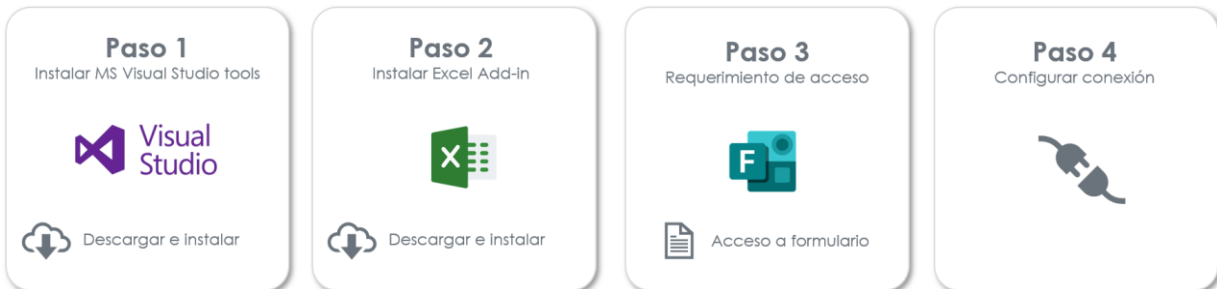 Paso 1
Instalar MS Visual Studio tools
Visual
Studio
Descargar e instalar
Paso 2
Instalar Excel Add-in
X
Descargar e instalar
Paso 3
Requerimiento de acceso
F
Acceso a formulario
Paso 4
Configurar conexión